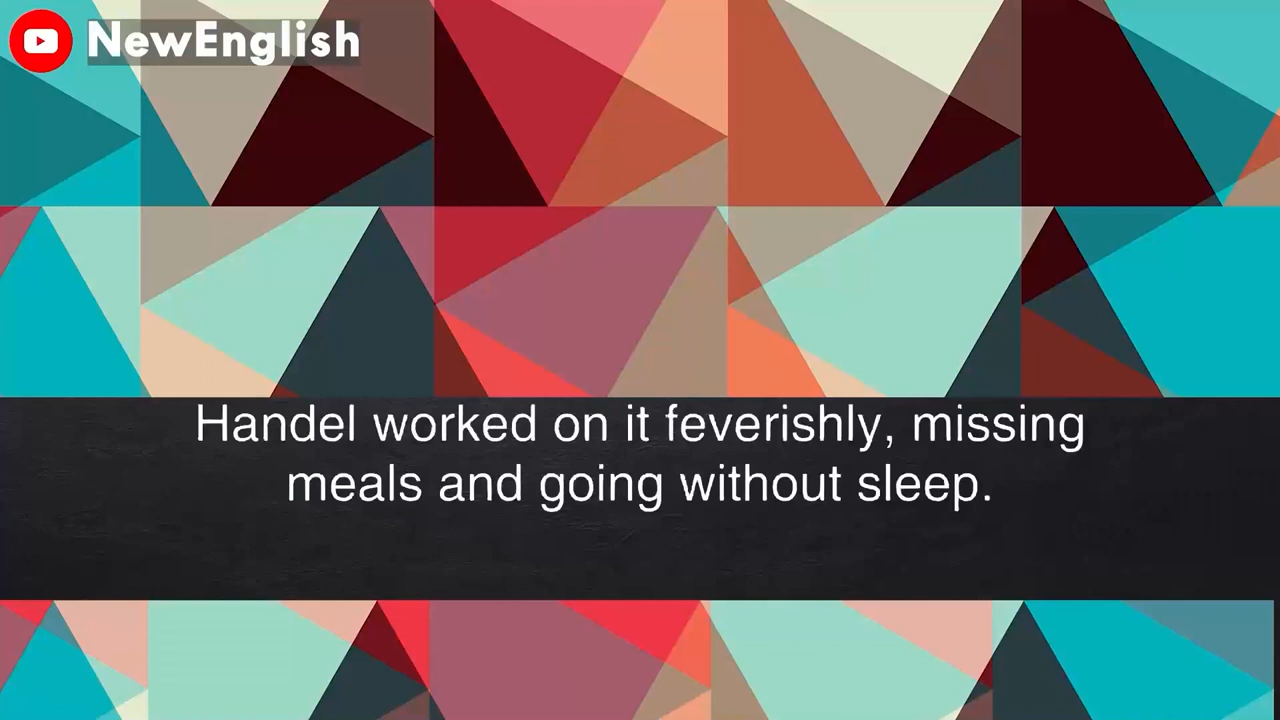 NewEnglish
Handel worked on it feverishly, missing
meals and going without sleep.